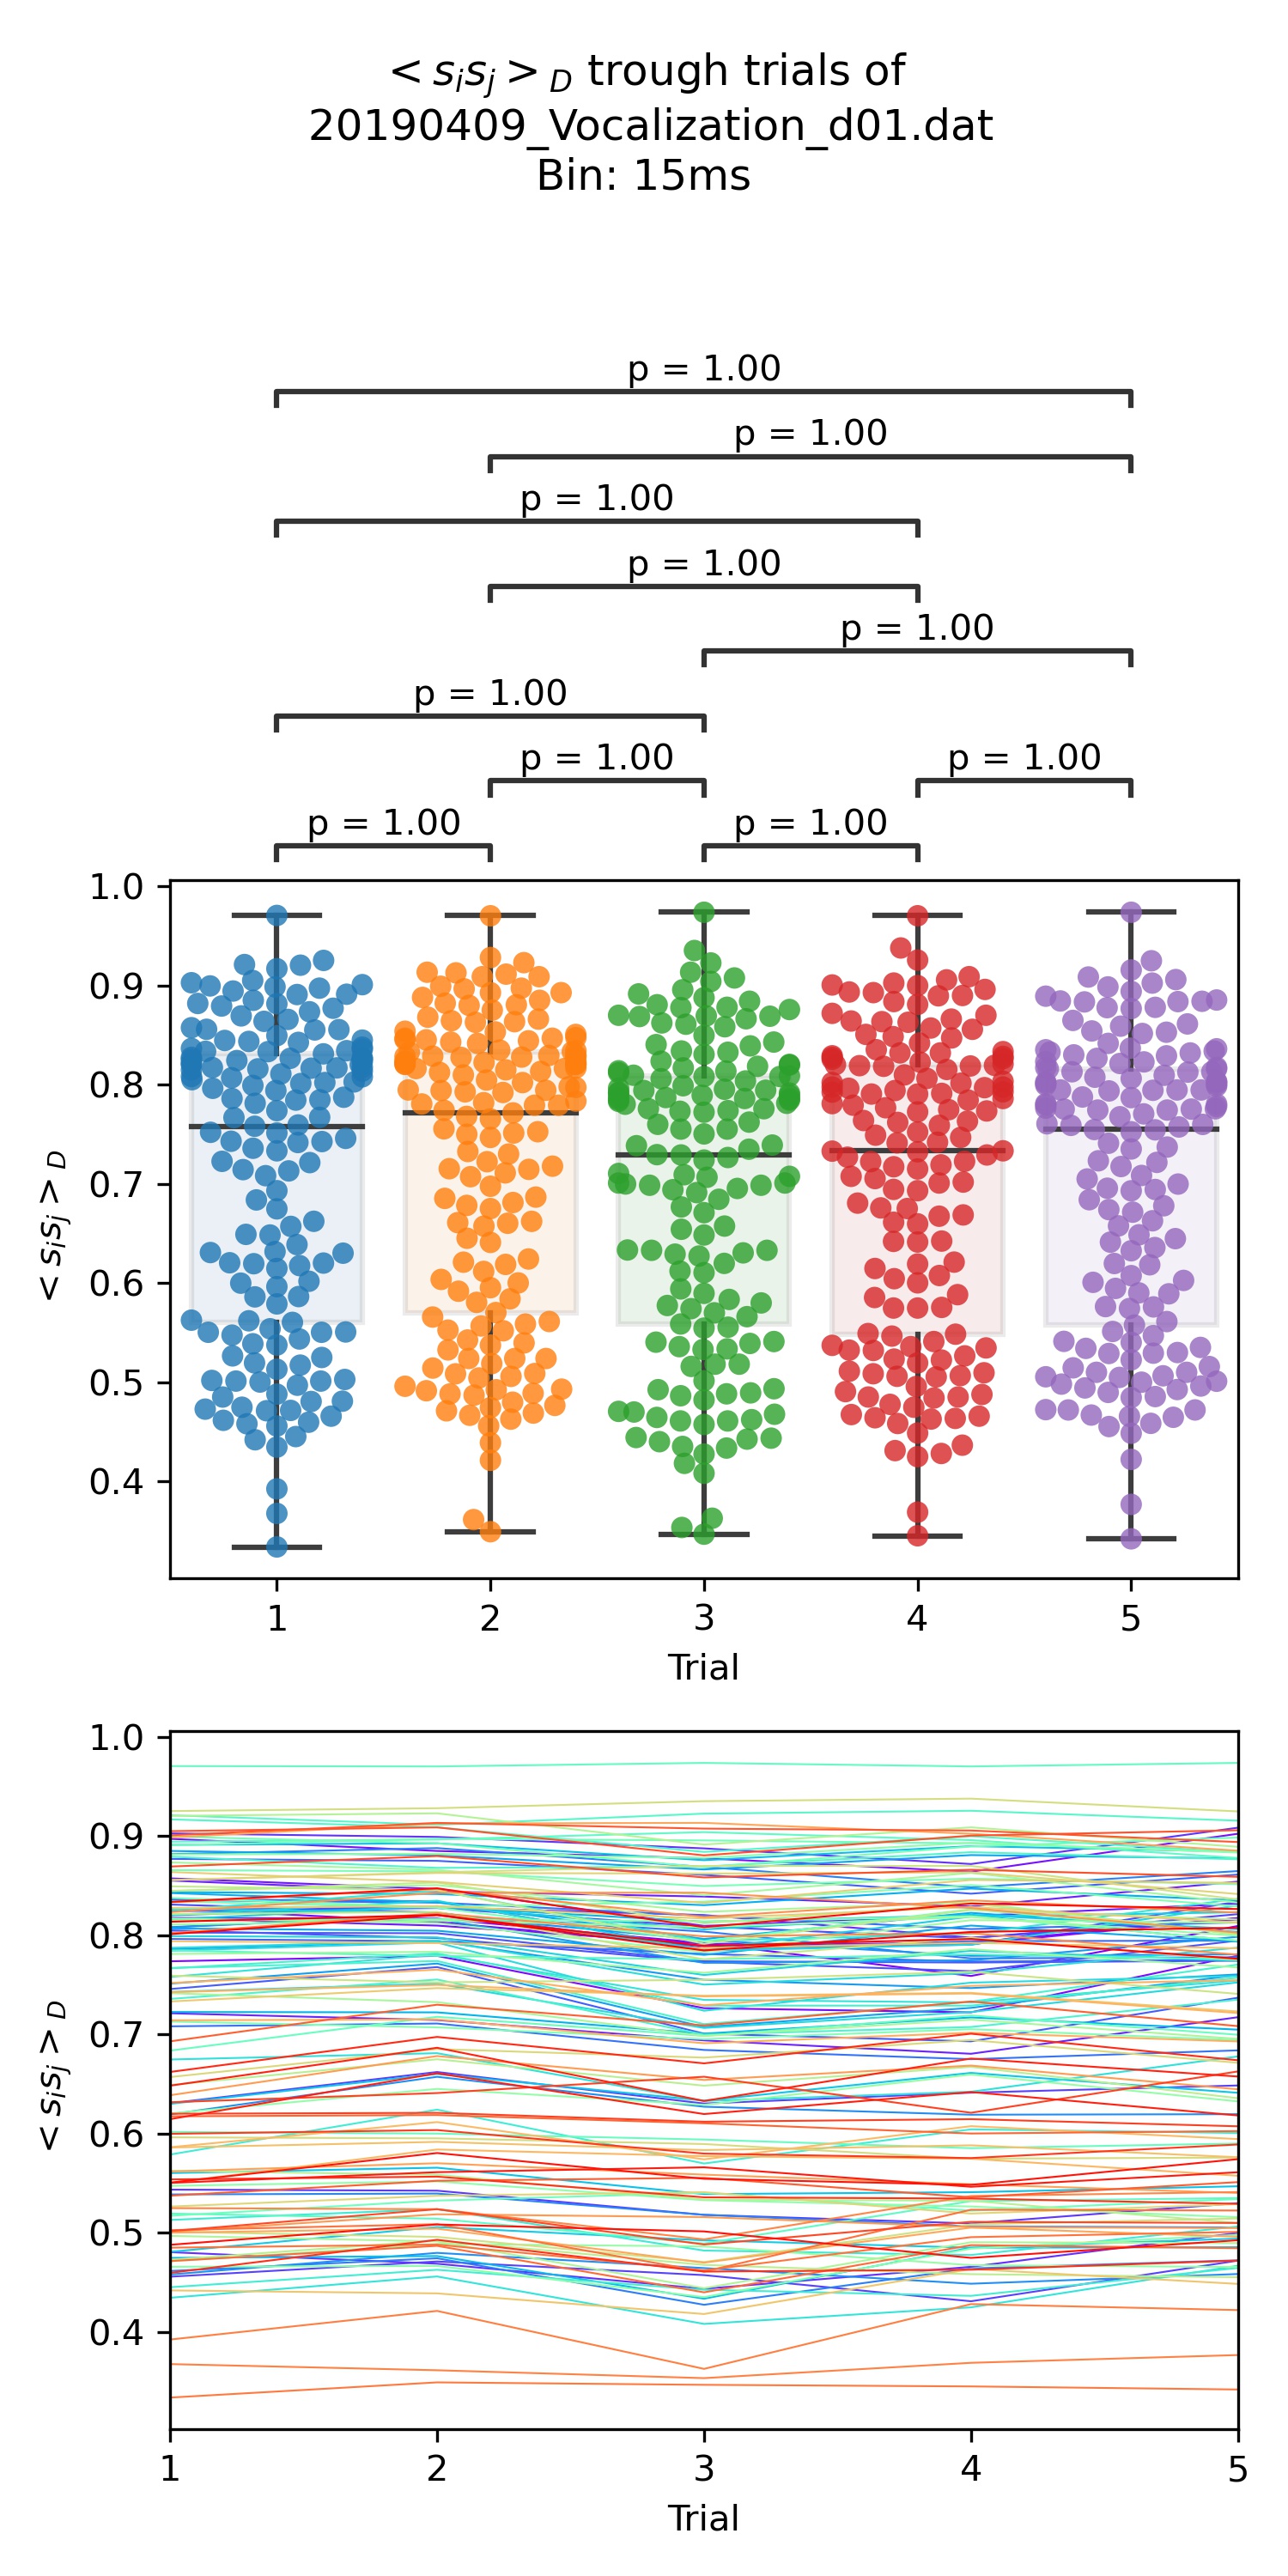 < s_i s_j >_D trough trials of
20190409_Vocalization_d01.dat
Bin: 15ms
p = 1.00
p = 1.00
p = 1.00
p = 1.00
p = 1.00
p = 1.00
p = 1.00 p = 1.00
p = 1.00 p = 1.00
1.0
0.9
0.8
0.7
0.6
0.5
0.4
< s_i s_j >_D
1 2 3 4 5
Trial
1.0
0.9
0.8
0.7
0.6
0.5
0.4
< s_i s_j >_D
1 2 3 4 5
Trial